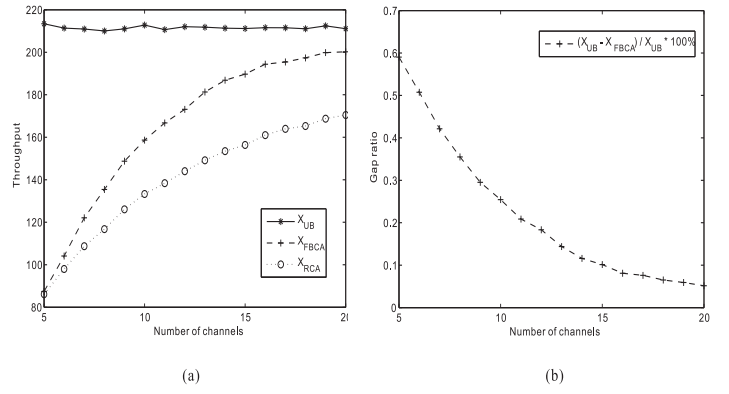 220
200
180
160
140
120
100
80
Throughput
X_UB
X_FBCA
X_RCA
5
10
15
20
Number of channels
(a)
0.7
0.6
0.5
0.4
0.3
0.2
0.1
0
Gap ratio
(X_UB - X_FBCA) / X_UB * 100%
5
10
15
20
Number of channels
(b)